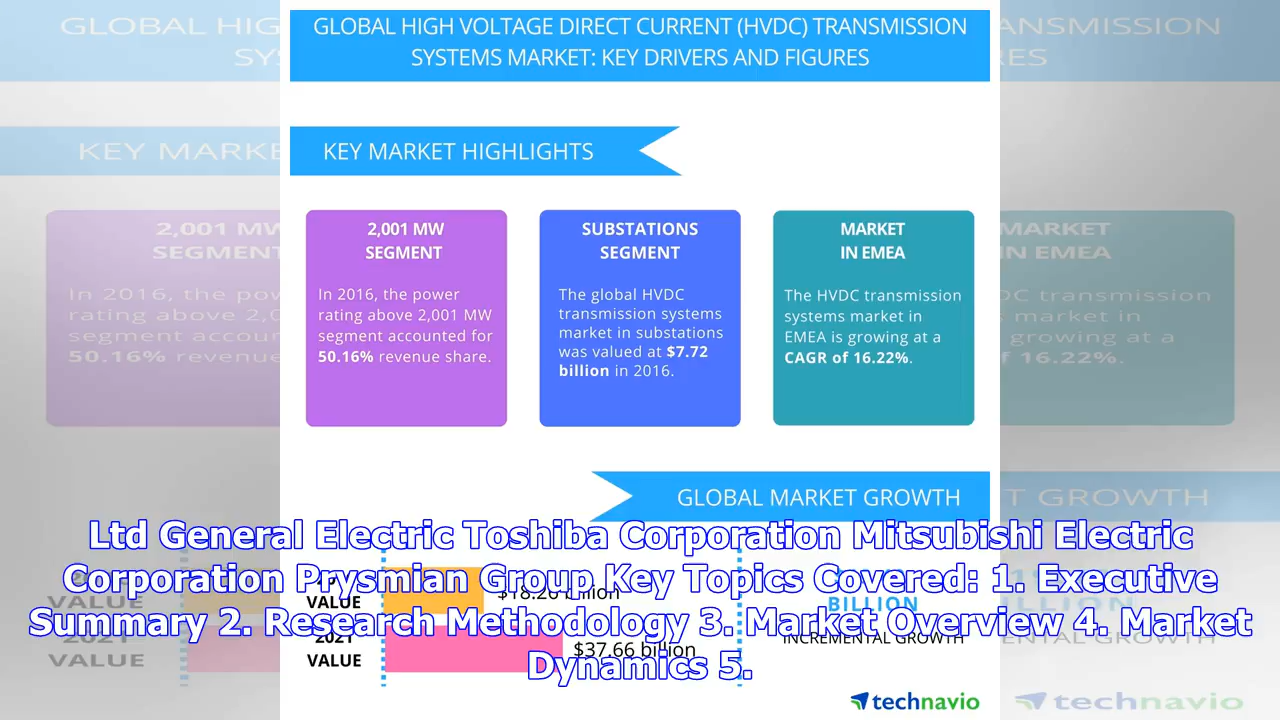 GLOBAL HIGH VOLTAGE DIRECT CURRENT (HVDC) TRANSMISSION
SYSTEMS MARKET: KEY DRIVERS AND FIGURES
KEY MARKET HIGHLIGHTS
2,001 MW
SEGMENT
In 2016, the power
rating above 2,001 MW
segment accounted for
50.16% revenue share.
SUBSTATIONS
SEGMENT
The global HVDC
transmission systems
market in substations
was valued at $7.72
billion in 2016.
MARKET
IN EMEA
The HVDC transmission
systems market in
EMEA is growing at a
CAGR of 16.22%.
GLOBAL MARKET GROWTH
Ltd General Electric Toshiba Corporation Mitsubishi Electric
Corporation Prysmian Group Key Topics Covered: 1. Executive
Summary 2. Research Methodology 3. Market Overview 4. Market
Dynamics 5.
VALUE
BILLION
2021
VALUE
$37.66 billion
INCREMENTAL GROWTH
technavio